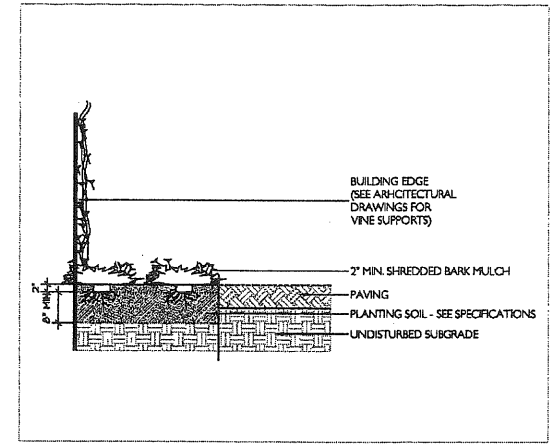 BUILDING EDGE
(SEE ARHCITECTURAL
DRAWINGS FOR
VINE SUPPORTS)
2" MIN. SHREDDED BARK MULCH
PAVING
PLANTING SOIL - SEE SPECIFICATIONS
UNDISTURBED SUBGRADE
2"
8" MIN.